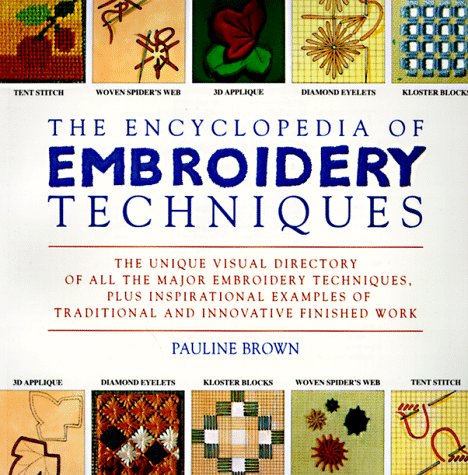 TENT STITCH
WOVEN SPIDER'S WEB
3D APPLIQUE
DIAMOND EYELETS
KLOSTER BLOCKS
THE ENCYCLOPEDIA OF
EMBROIDERY
TECHNIQUES
THE UNIQUE VISUAL DIRECTORY
OF ALL THE MAJOR EMBROIDERY TECHNIQUES,
PLUS INSPIRATIONAL EXAMPLES OF
TRADITIONAL AND INNOVATIVE FINISHED WORK
PAULINE BROWN
3D APPLIQUE
DIAMOND EYELETS
KLOSTER BLOCKS
WOVEN SPIDER'S WEB
TENT STITCH